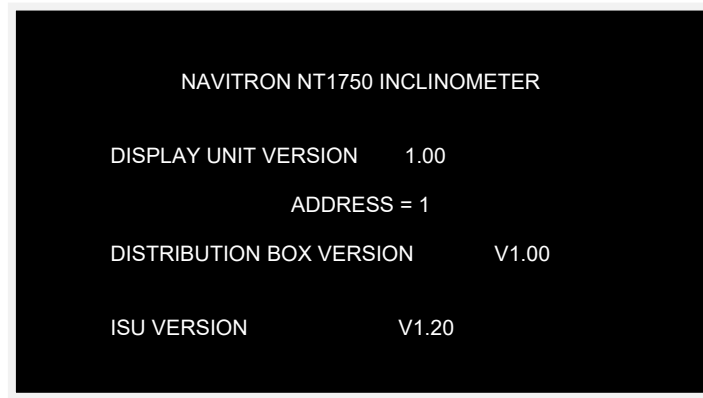 NAVITRON NT1750 INCLINOMETER
DISPLAY UNIT VERSION 1.00
ADDRESS = 1
DISTRIBUTION BOX VERSION V1.00
ISU VERSION V1.20